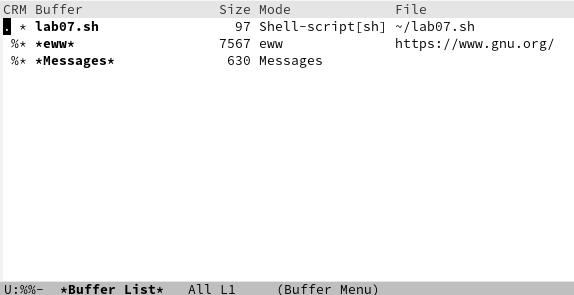 CRM Buffer Size Mode File
. * lab07.sh 97 Shell-script[sh] ~/lab07.sh
%* *eww* 7567 eww https://www.gnu.org/
%* *Messages* 630 Messages
U:%%- *Buffer List* All L1 (Buffer Menu)